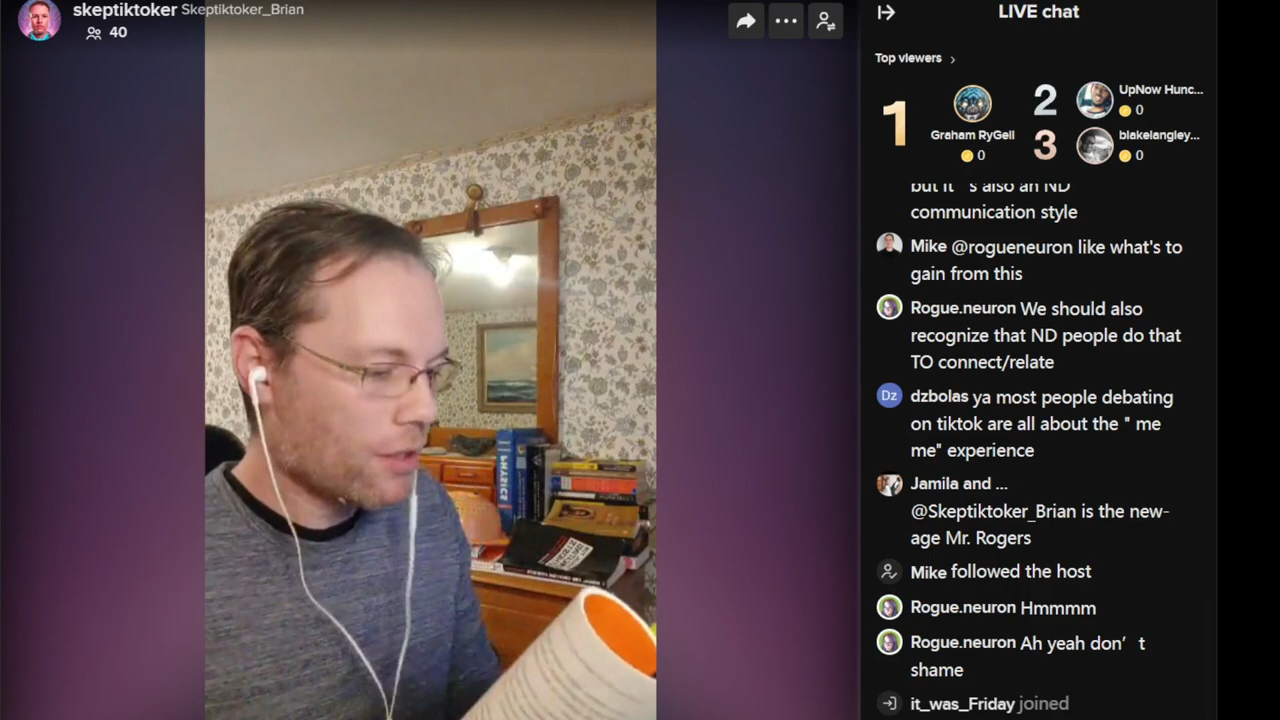 skeptiktoker Skeptiktoker_Brian
40
LIVE chat
Top viewers
1
Graham RyGell
0
2
UpNow Hunc...
0
3
blakelangley...
0
but it's also an ND
communication style
Mike @rogueneuron like what's to
gain from this
Rogue.neuron We should also
recognize that ND people do that
TO connect/relate
Dz
dzbolas ya most people debating
on tiktok are all about the " me
me" experience
Jamila and ...
@Skeptiktoker_Brian is the new-
age Mr. Rogers
Mike followed the host
Rogue.neuron Hmmmm
Rogue.neuron Ah yeah don't
shame
it_was_Friday joined
PHYSICS